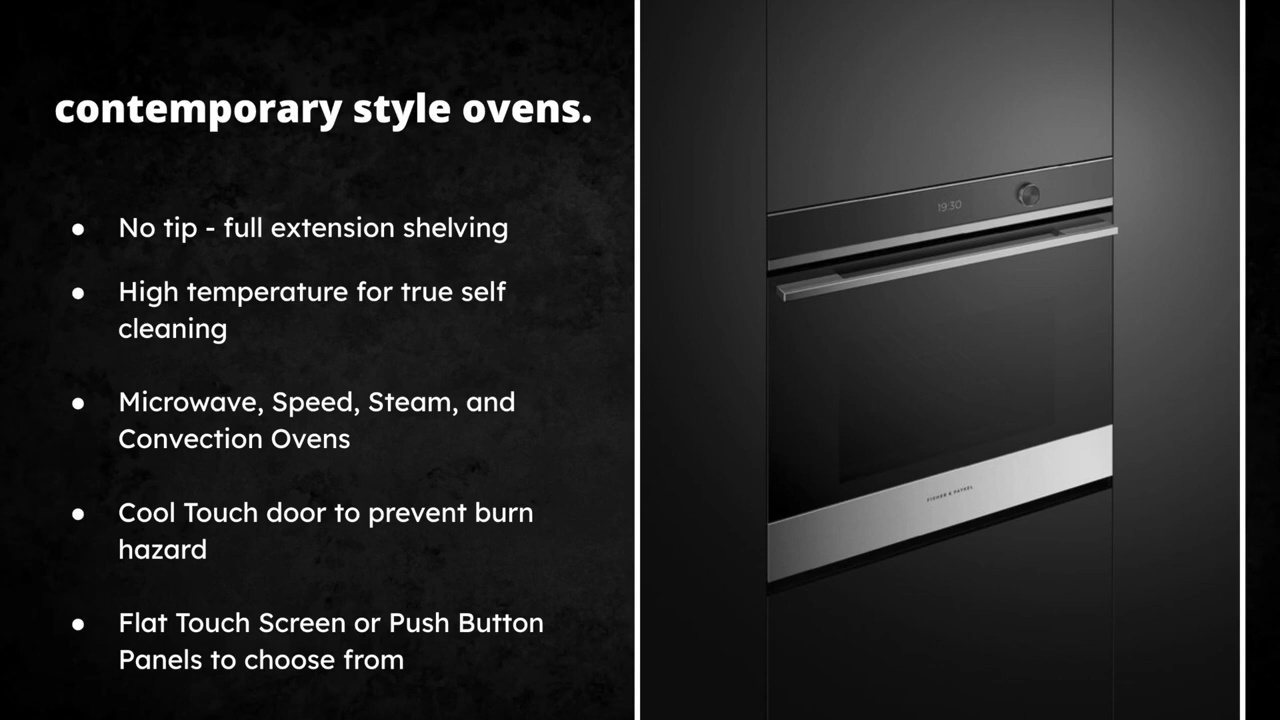 contemporary style ovens.
● No tip - full extension shelving
● High temperature for true self
cleaning
● Microwave, Speed, Steam, and
Convection Ovens
● Cool Touch door to prevent burn
hazard
● Flat Touch Screen or Push Button
Panels to choose from
19:30
FISHER & PAYKEL